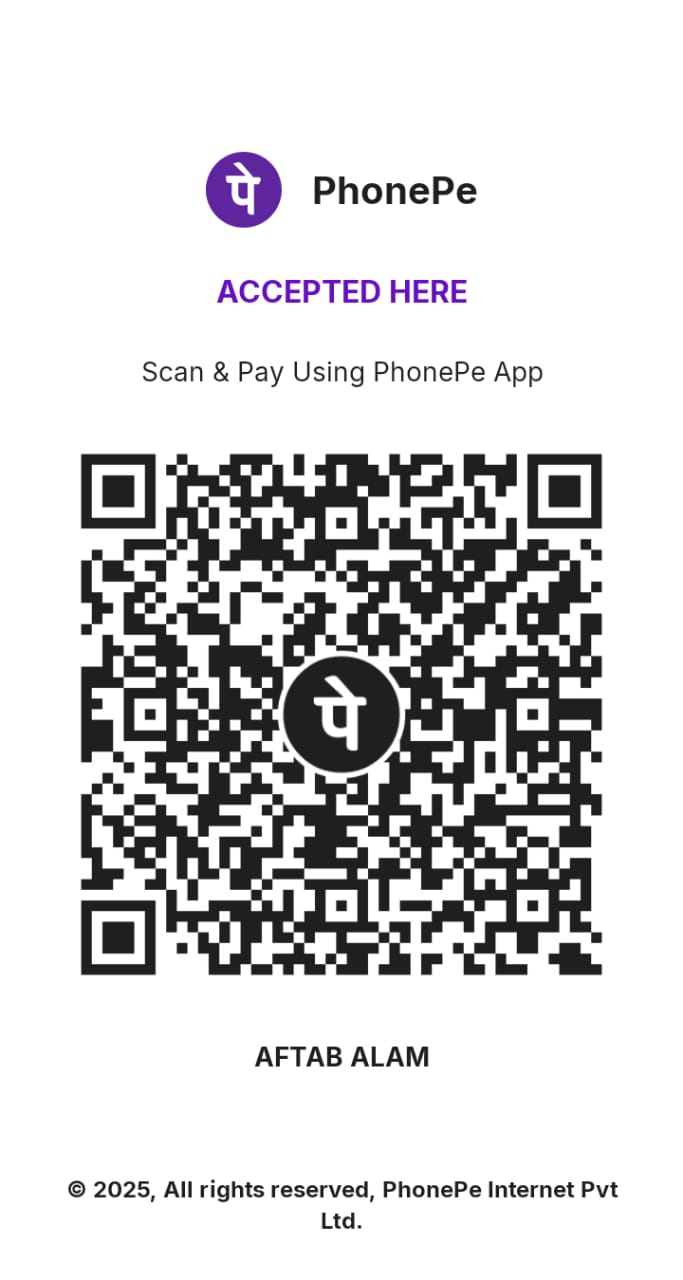 पे PhonePe
ACCEPTED HERE
Scan & Pay Using PhonePe App
पे
AFTAB ALAM
© 2025, All rights reserved, PhonePe Internet Pvt
Ltd.